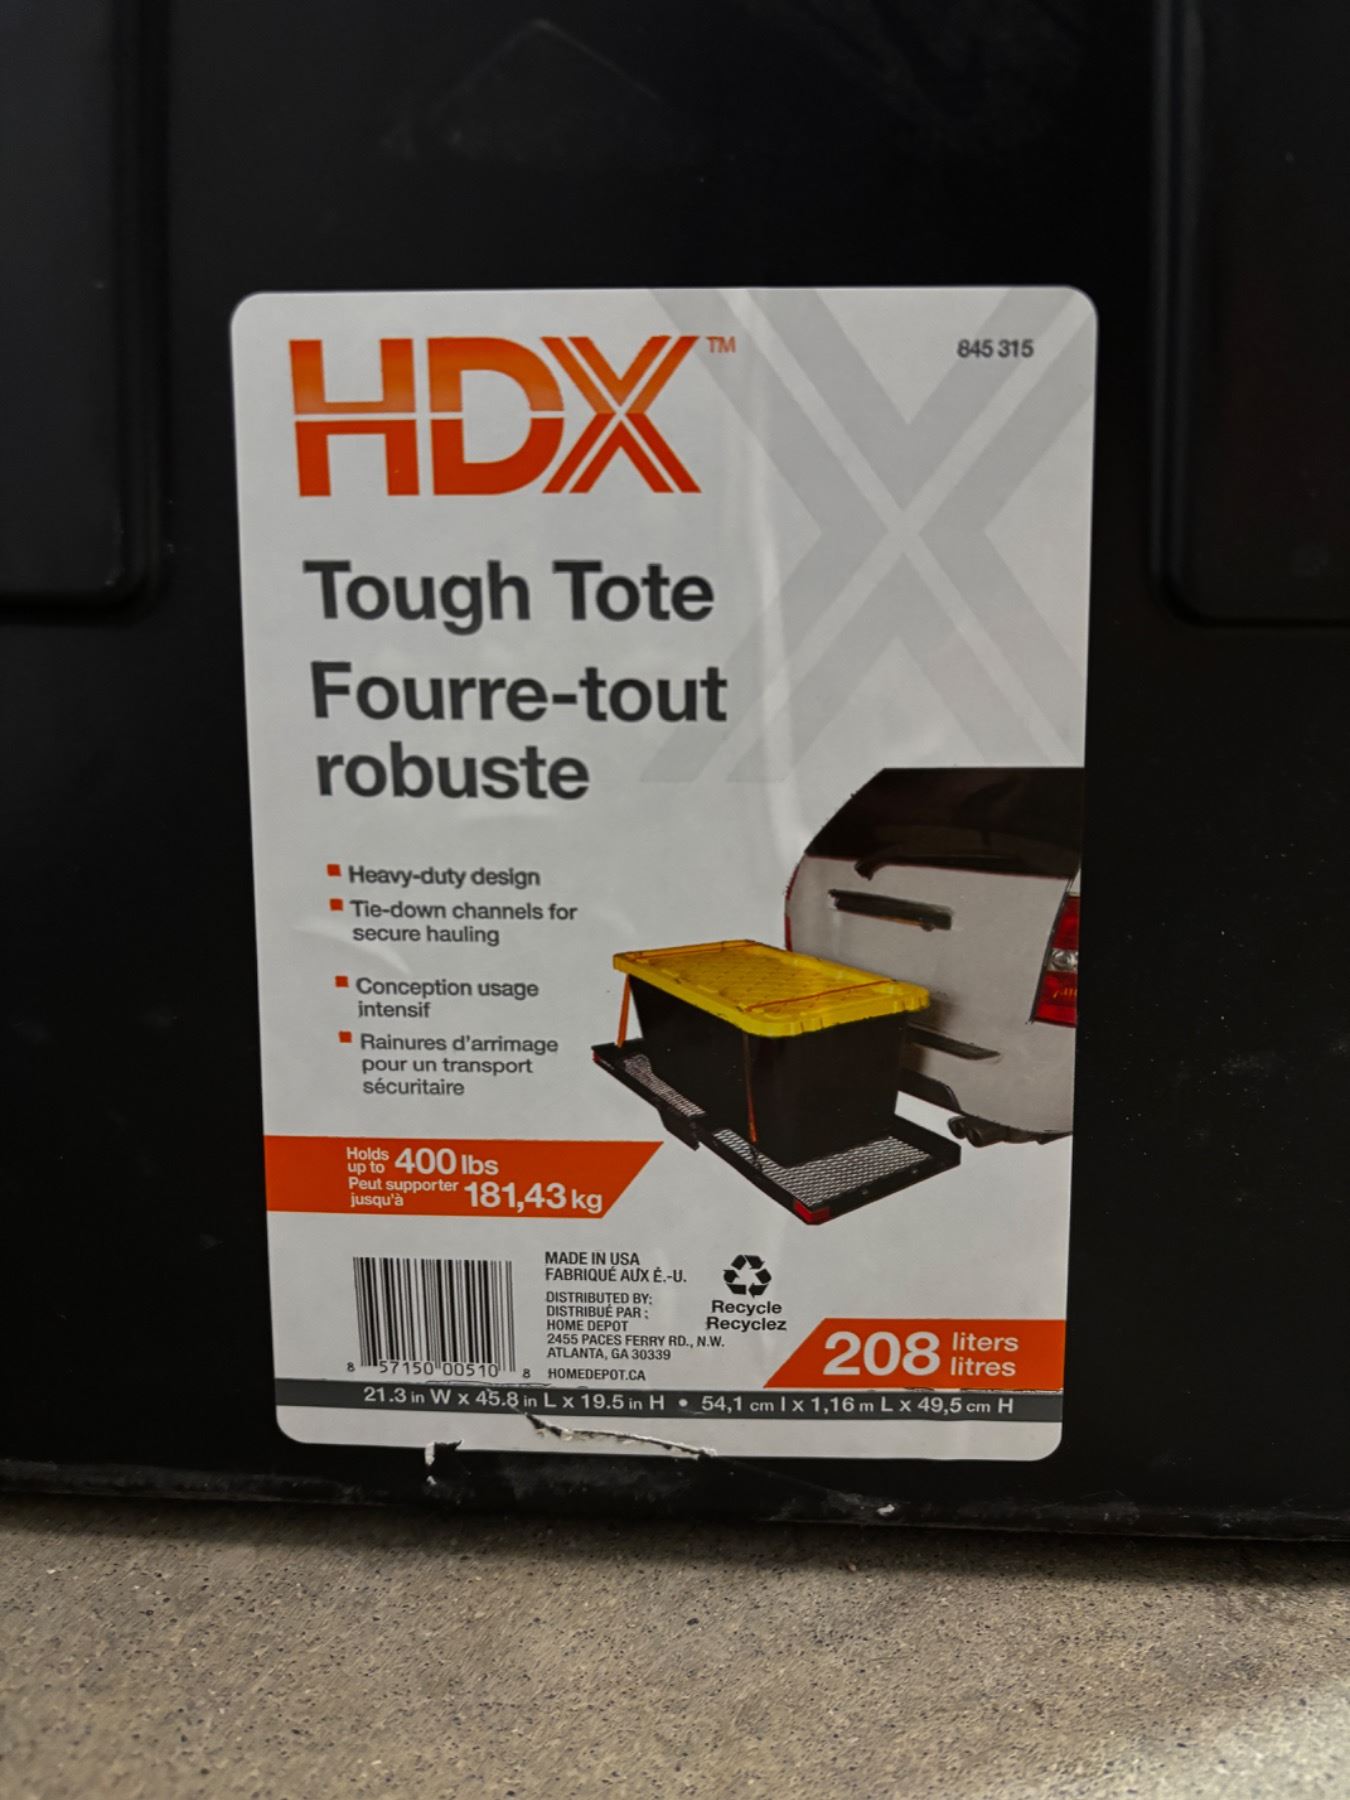 HDX™
845 315
Tough Tote
Fourre-tout
robuste
Heavy-duty design
Tie-down channels for
secure hauling
Conception usage
intensif
Rainures d'arrimage
pour un transport
sécuritaire
Holds
up to 400 lbs
Peut supporter
jusqu'à 181,43 kg
MADE IN USA
FABRIQUÉ AUX É.-U.
DISTRIBUTED BY:
DISTRIBUÉ PAR :
HOME DEPOT
2455 PACES FERRY RD., N.W.
ATLANTA, GA 30339
HOMEDEPOT.CA
8 57150 00510 8
Recycle
Recyclez
208 liters
litres
21.3 in W x 45.8 in L x 19.5 in H • 54,1 cm l x 1,16 m L x 49,5 cm H